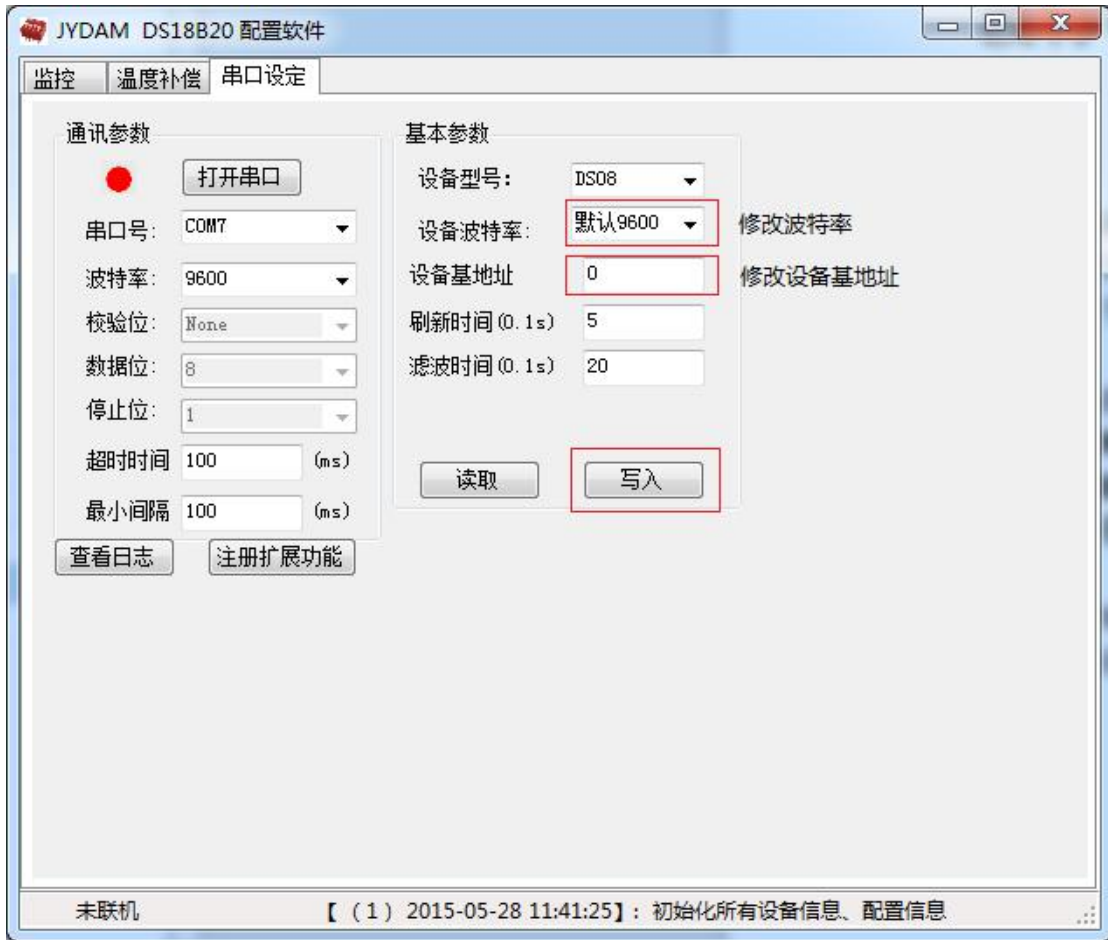 JYDAM DS18B20 配置软件
监控 温度补偿 串口设定
通讯参数
打开串口
串口号: COM7
波特率: 9600
校验位: None
数据位: 8
停止位: 1
超时时间 100 (ms)
最小间隔 100 (ms)
查看日志 注册扩展功能
基本参数
设备型号: DS08
设备波特率: 默认9600 修改波特率
设备基地址 0 修改设备基地址
刷新时间(0.1s) 5
滤波时间(0.1s) 20
读取 写入
未联机 【（1）2015-05-28 11:41:25】: 初始化所有设备信息、配置信息